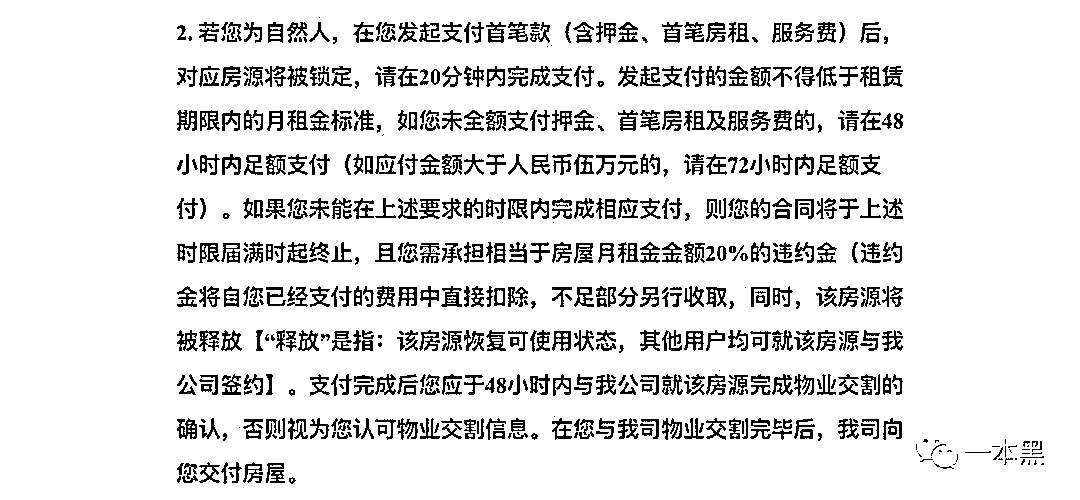 2. 若您为自然人，在您发起支付首笔款（含押金、首笔房租、服务费）后，
对应房源将被锁定，请在20分钟内完成支付。发起支付的金额不得低于租赁
期限内的月租金标准，如您未全额支付押金、首笔房租及服务费的，请在48
小时内足额支付（如应付金额大于人民币伍万元的，请在72小时内足额支
付）。如果您未能在上述要求的时限内完成相应支付，则您的合同将于上述
时限届满时起终止，且您需承担相当于房屋月租金金额20%的违约金（违约
金将自您已经支付的费用中直接扣除，不足部分另行收取，同时，该房源将
被释放【“释放”是指：该房源恢复可使用状态，其他用户均可就该房源与我
公司签约】。支付完成后您应于48小时内与我公司就该房源完成物业交割的
确认，否则视为您认可物业交割信息。在您与我司物业交割完毕后，我司向
您交付房屋。
一本黑